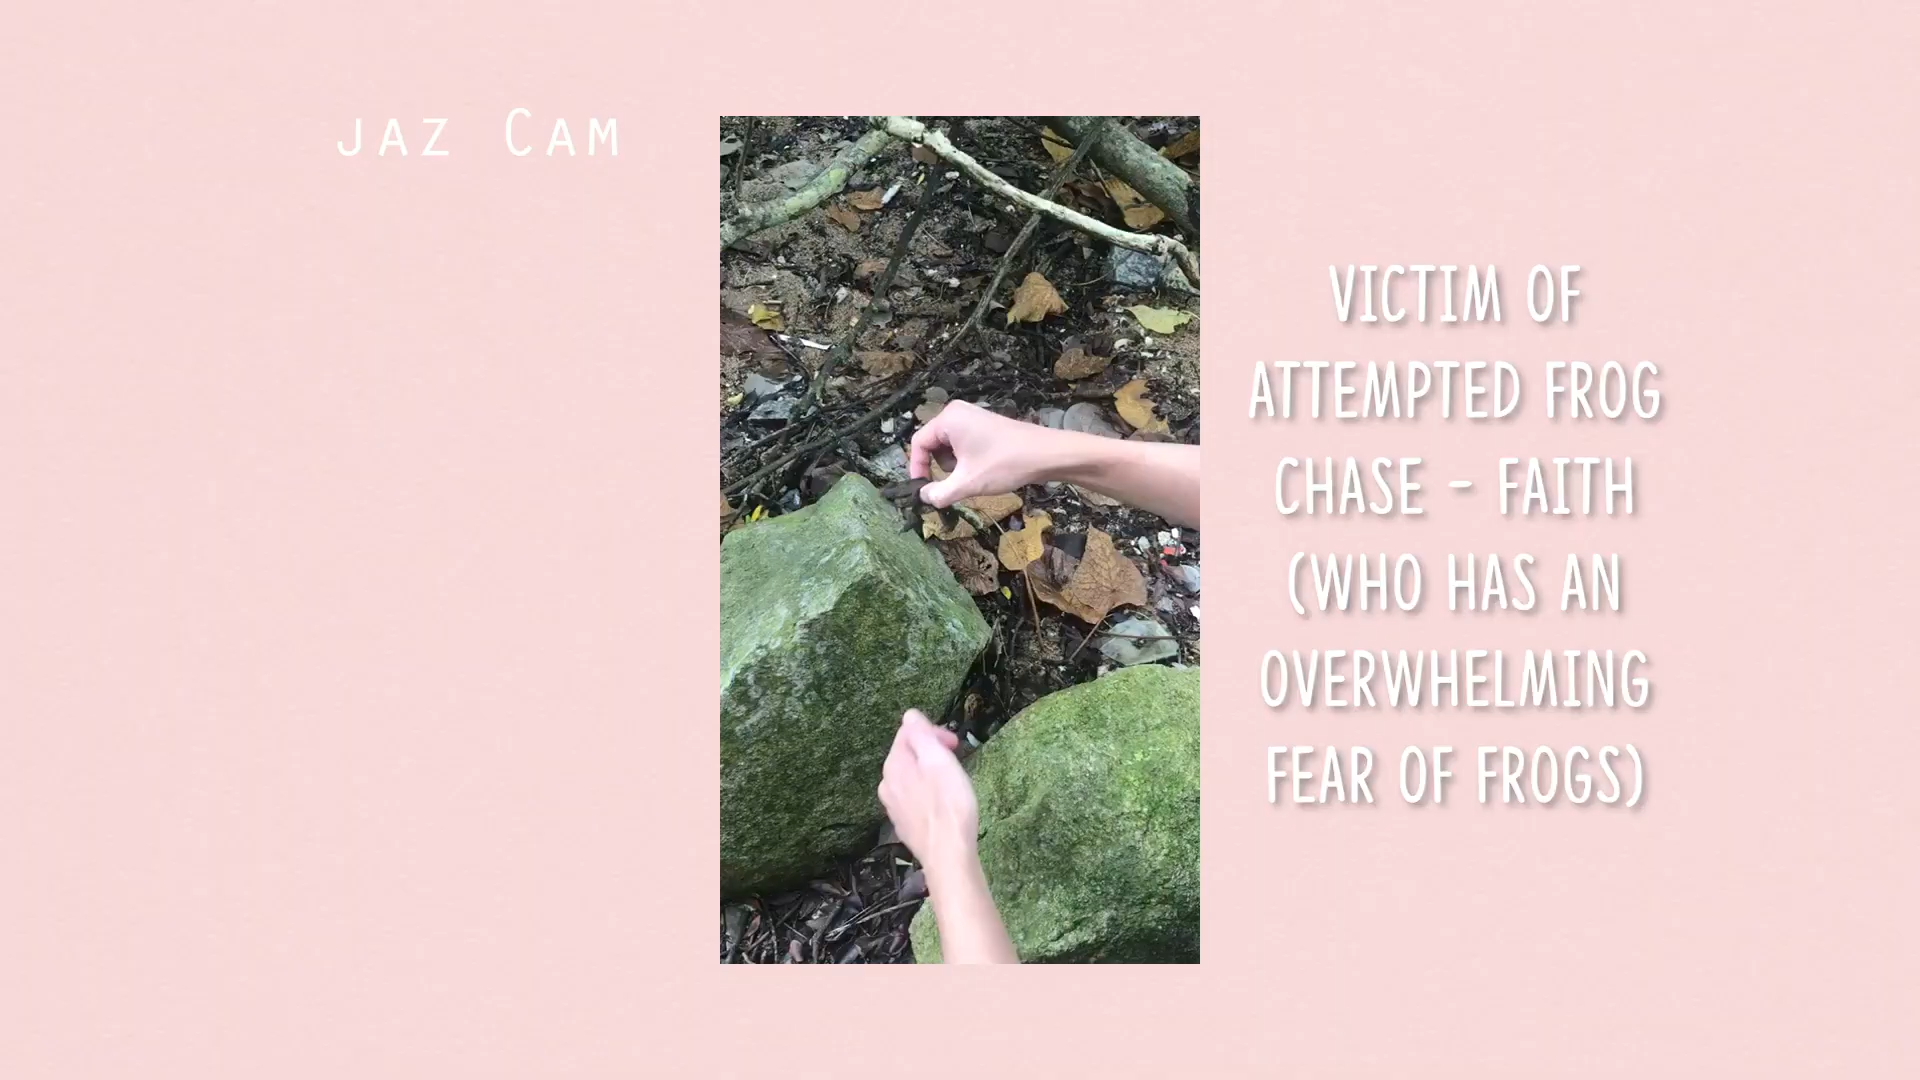 jaz Cam
VICTIM OF
ATTEMPTED FROG
CHASE - FAITH
(WHO HAS AN
OVERWHELMING
FEAR OF FROGS)